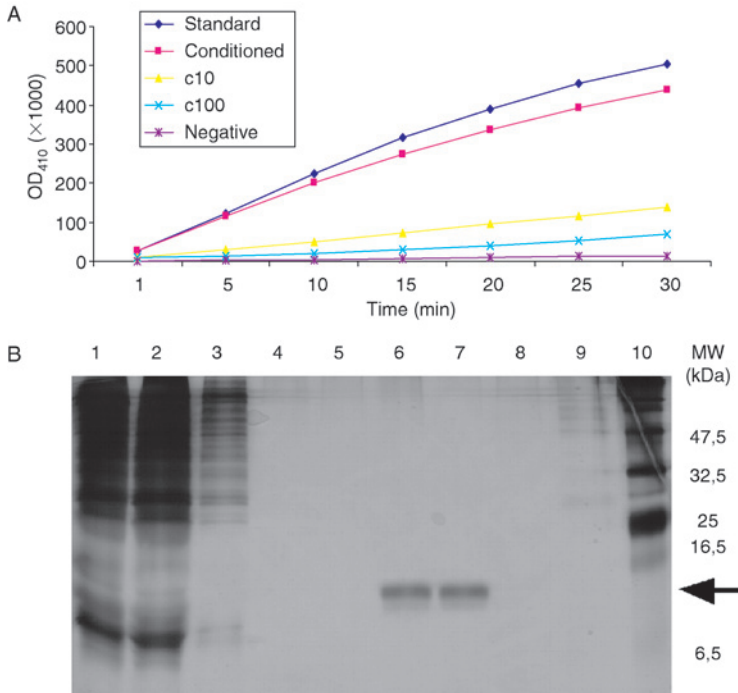 A
600
500
400
300
200
100
0
OD410 (×1000)
Standard
Conditioned
c10
c100
Negative
1 5 10 15 20 25 30
Time (min)
B
1 2 3 4 5 6 7 8 9 10 MW
(kDa)
47,5
32,5
25
16,5
6,5